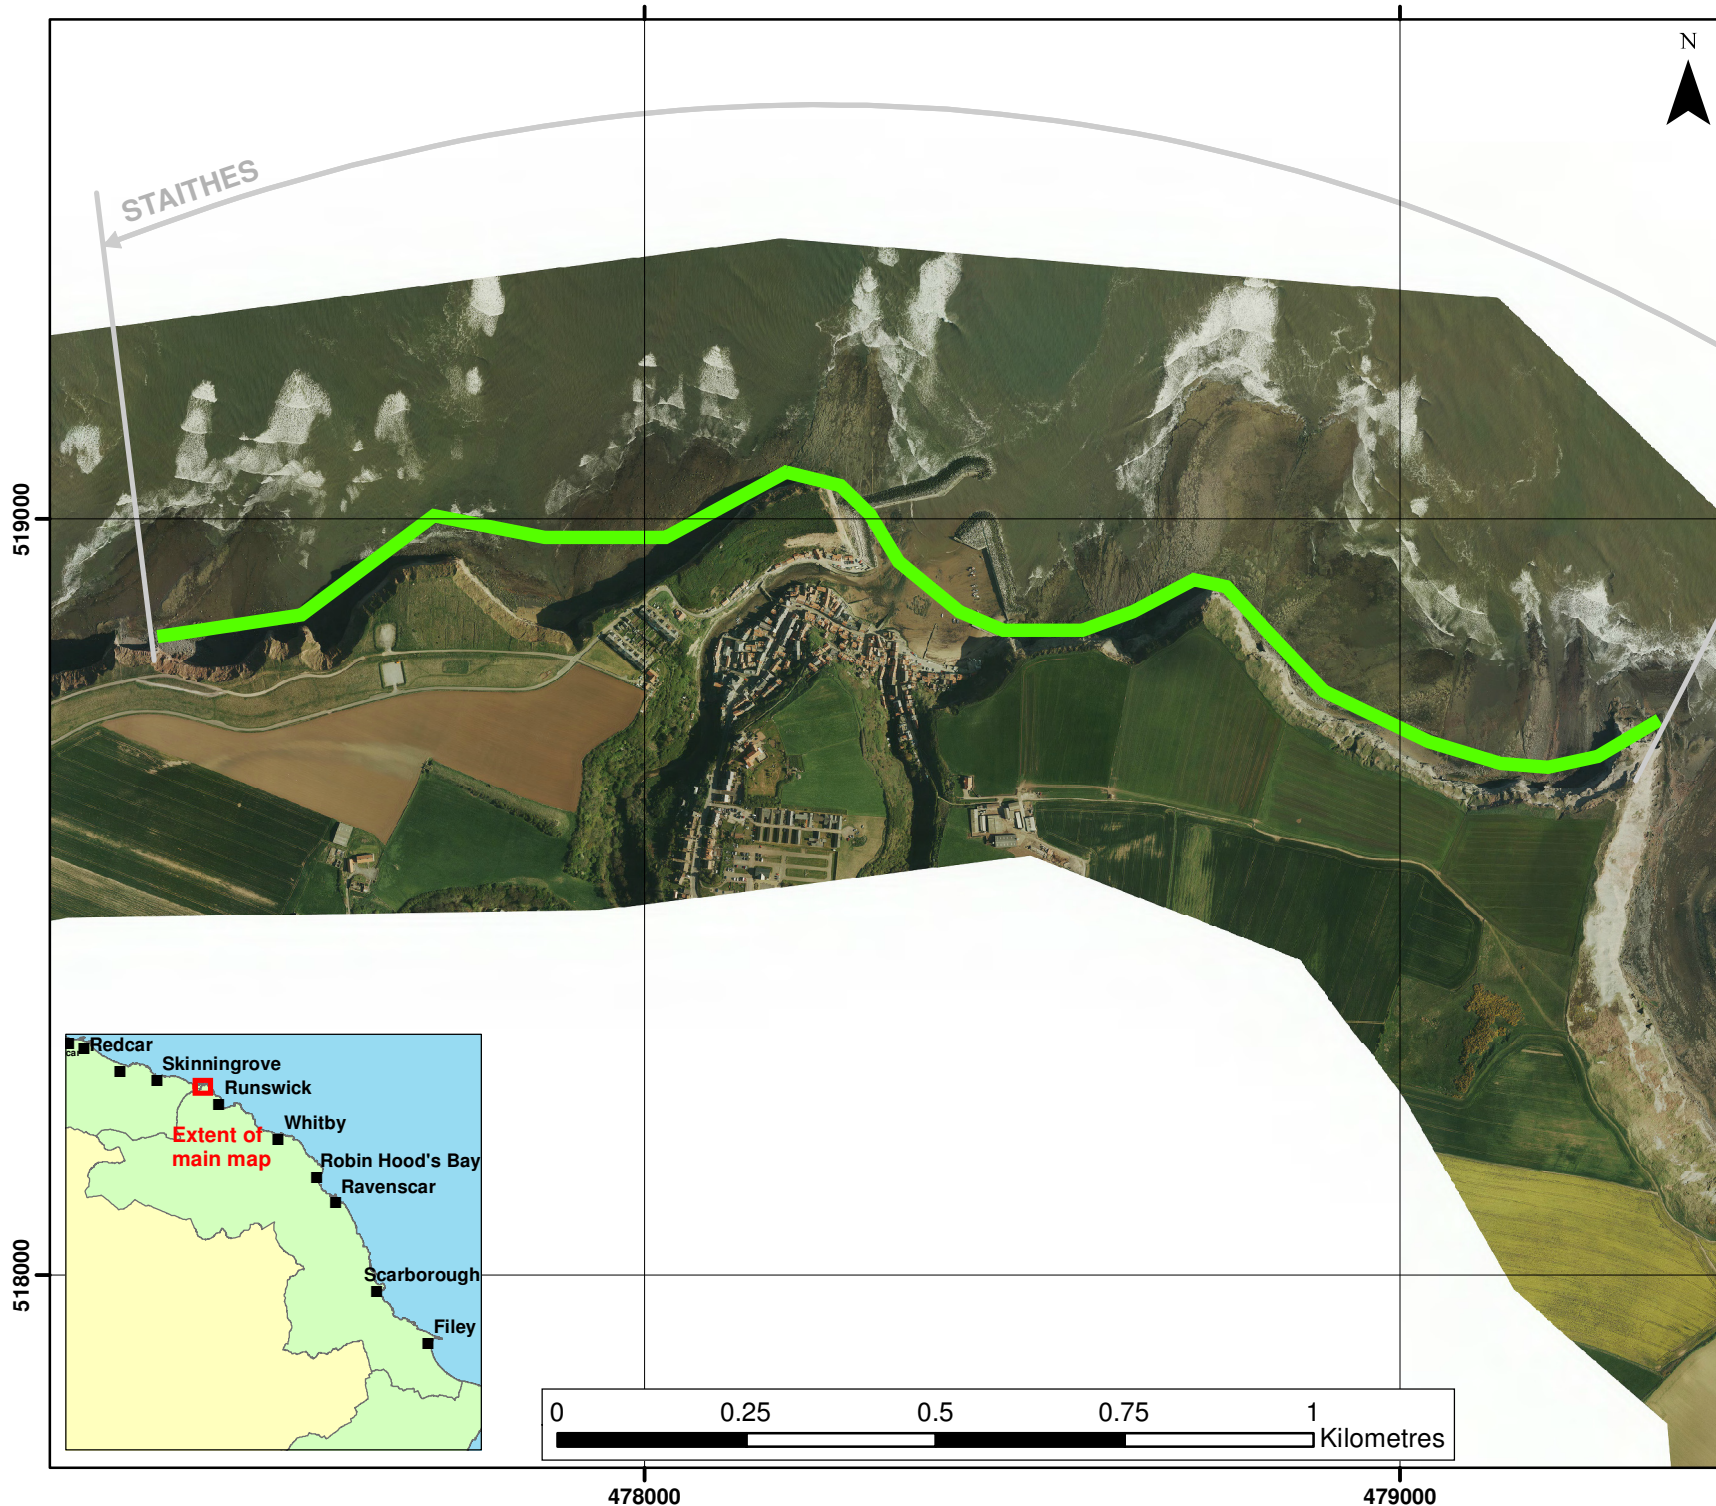 N
STAITHES
519000
518000
car
Redcar
Skinningrove
Runswick
Extent of
main map
Whitby
Robin Hood's Bay
Ravenscar
Scarborough
Filey
0 0.25 0.5 0.75 1
Kilometres
478000 479000